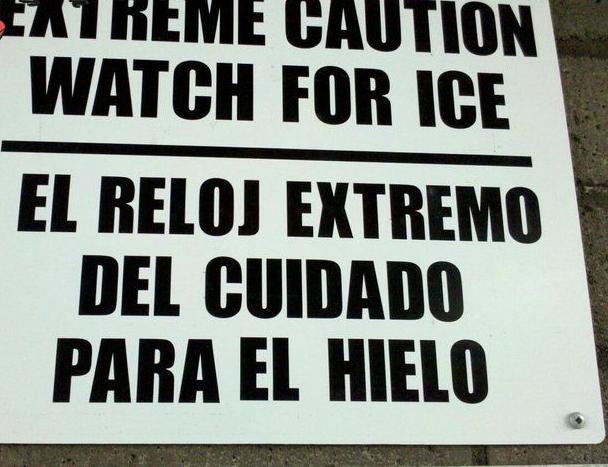 EXTREME CAUTION
WATCH FOR ICE
EL RELOJ EXTREMO
DEL CUIDADO
PARA EL HIELO